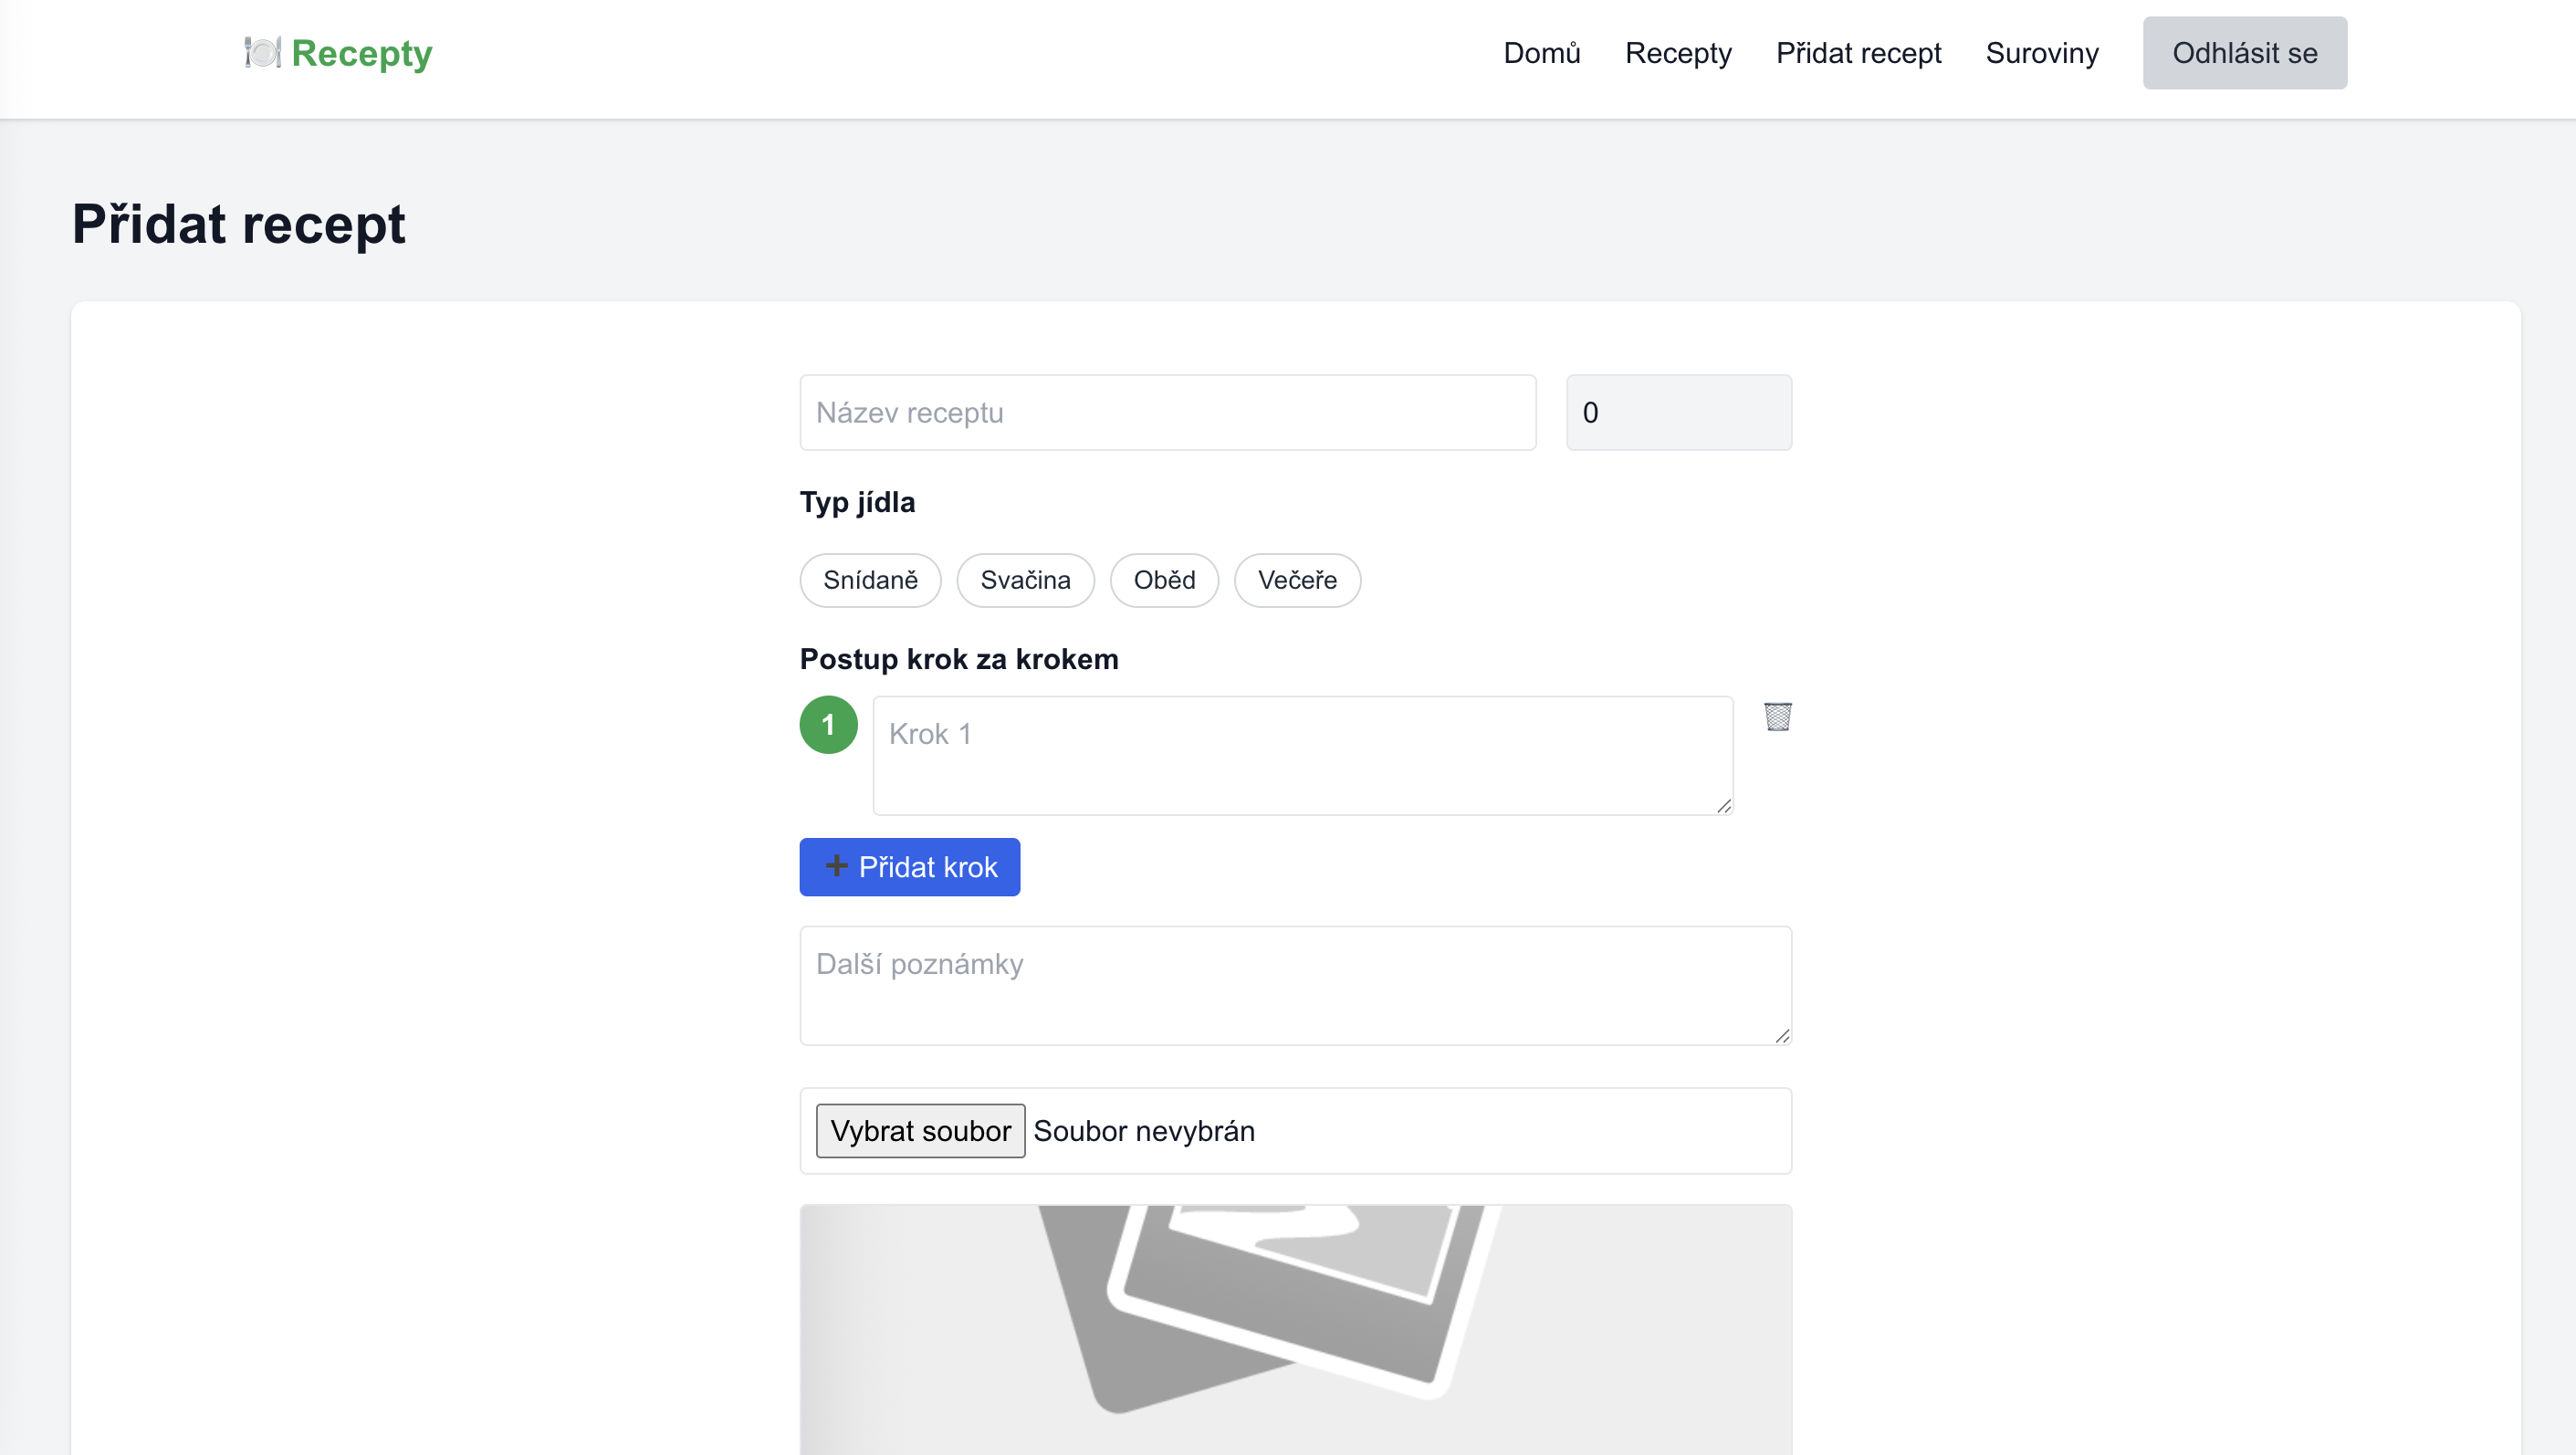 Recepty
Domů Recepty Přidat recept Suroviny Odhlásit se
Přidat recept
Název receptu 0
Typ jídla
Snídaně Svačina Oběd Večeře
Postup krok za krokem
1 Krok 1
Přidat krok
Další poznámky
Vybrat soubor Soubor nevybrán